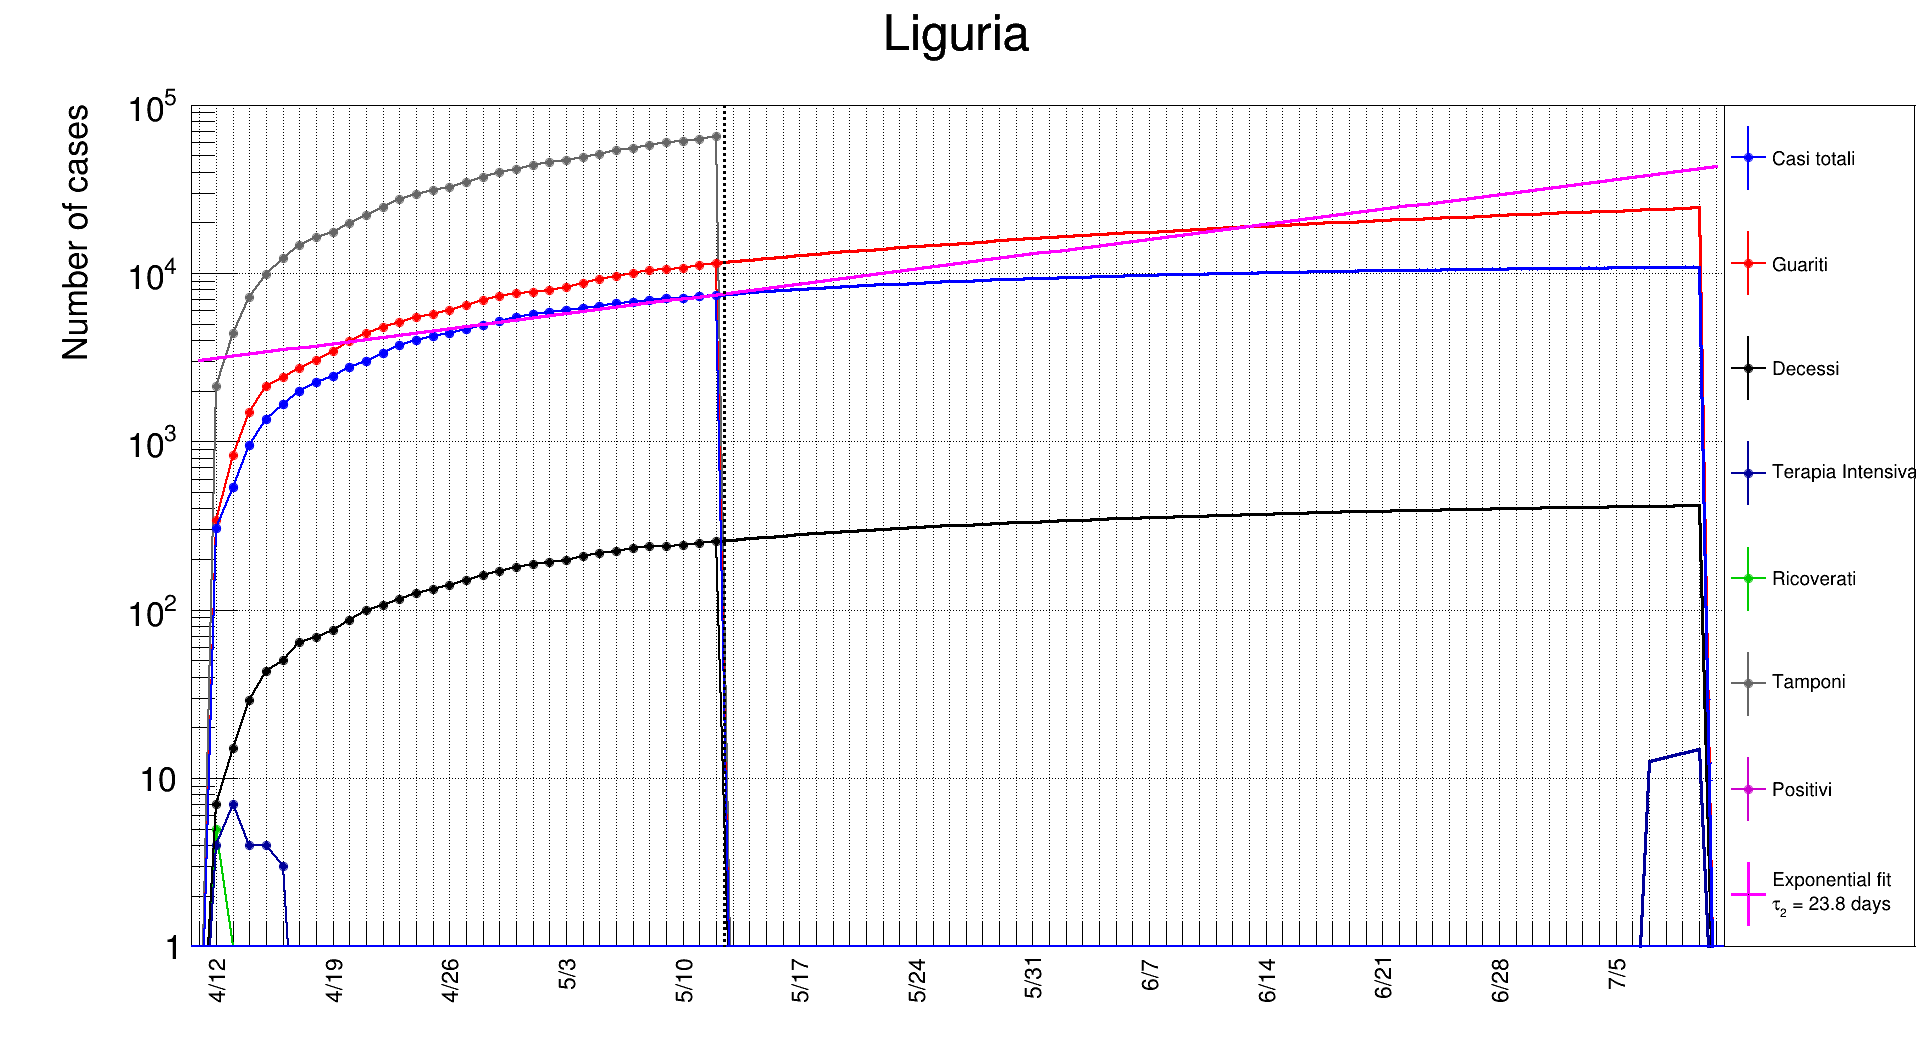 Liguria
Number of cases
10^5
10^4
10^3
10^2
10
1
4/12
4/19
4/26
5/3
5/10
5/17
5/24
5/31
6/7
6/14
6/21
6/28
7/5
Casi totali
Guariti
Decessi
Terapia Intensiva
Ricoverati
Tamponi
Positivi
Exponential fit
τ₂ = 23.8 days